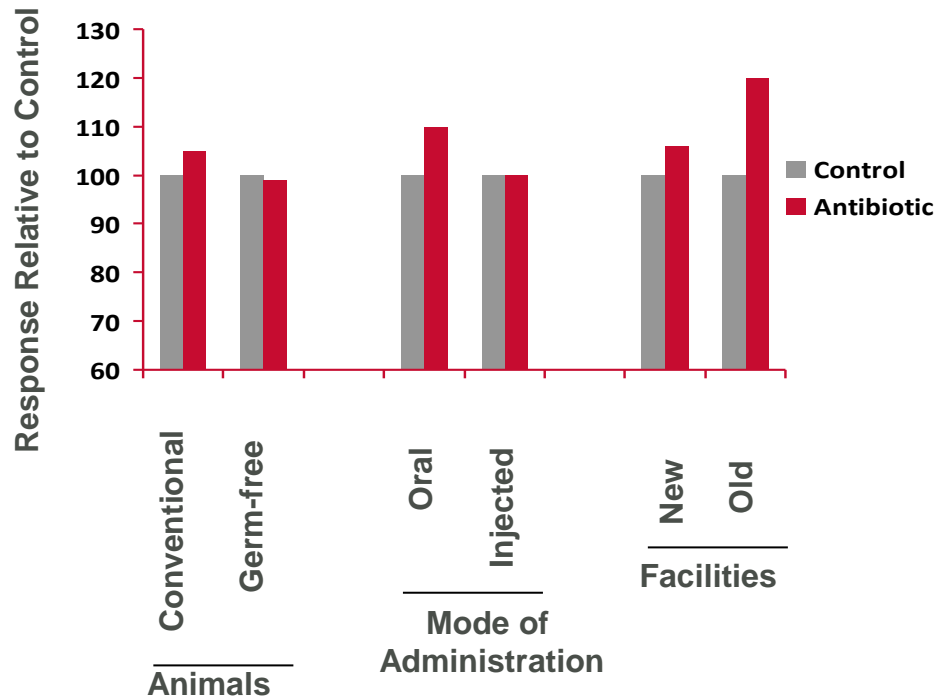 Response Relative to Control
130
120
110
100
90
80
70
60
Control
Antibiotic
Conventional
Germ-free
Oral
Injected
New
Old
Animals
Mode of
Administration
Facilities